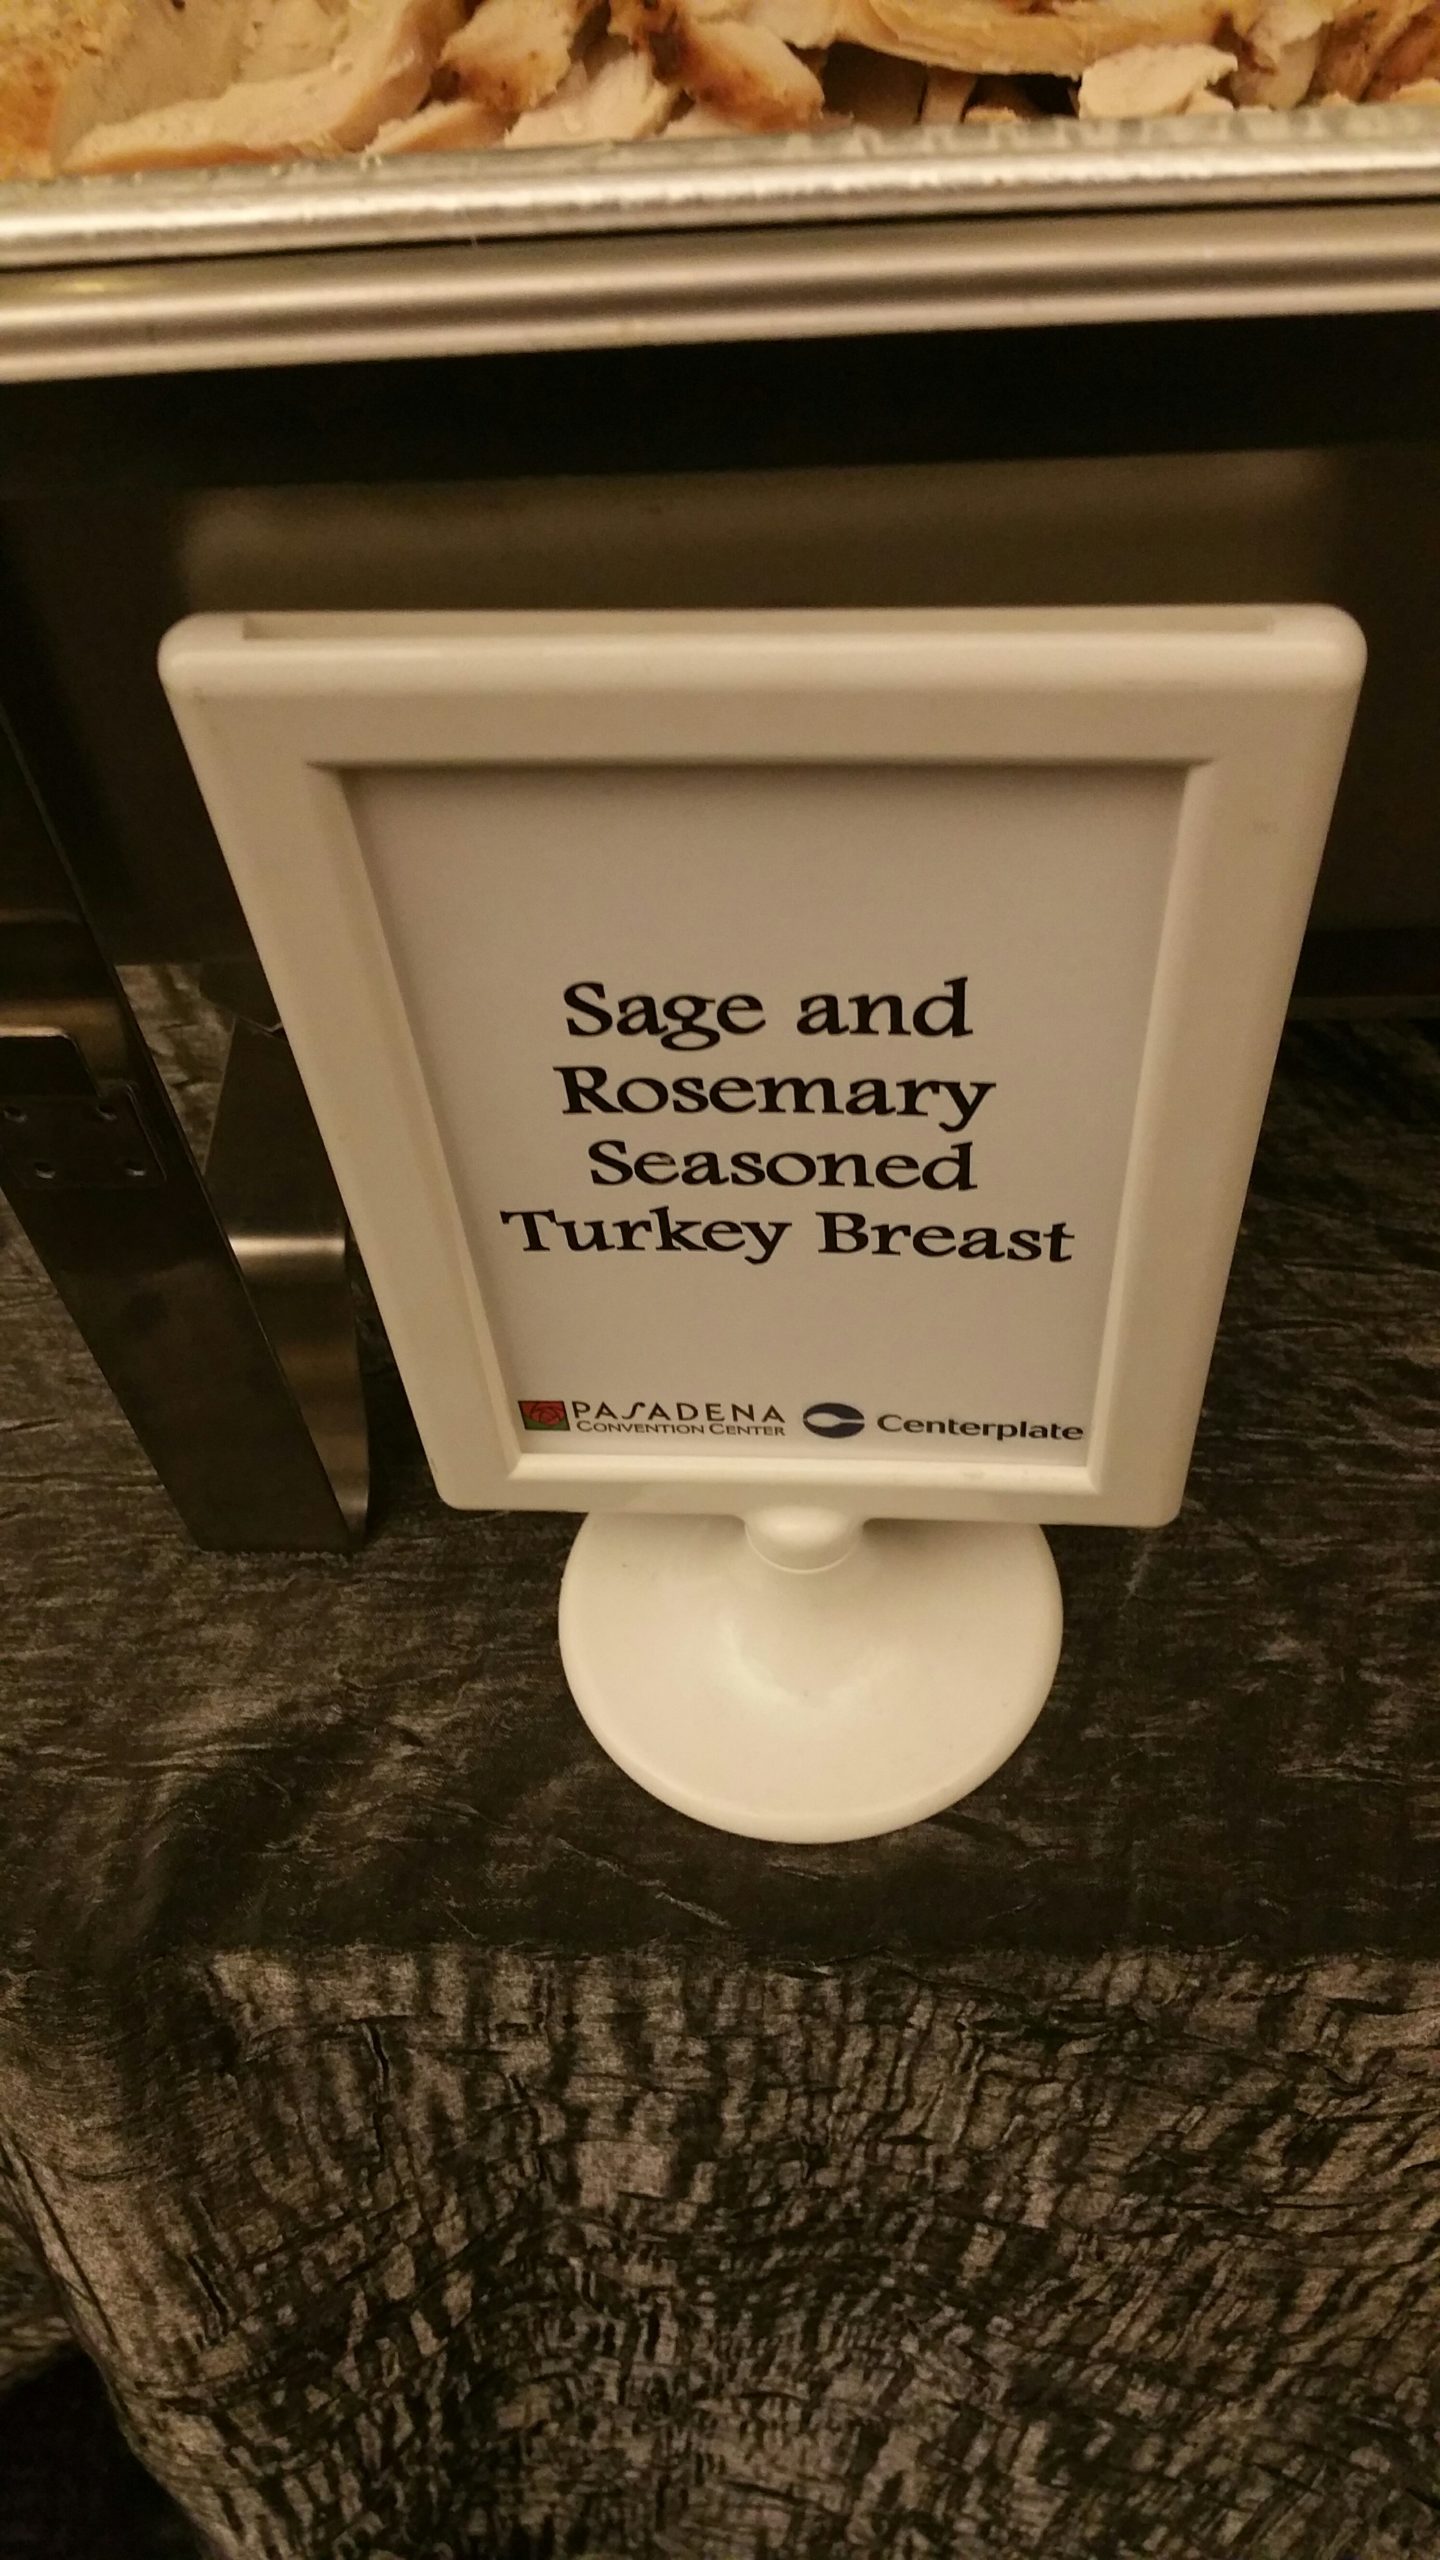 Sage and
Rosemary
Seasoned
Turkey Breast
PASADENA
CONVENTION CENTER
Centerplate